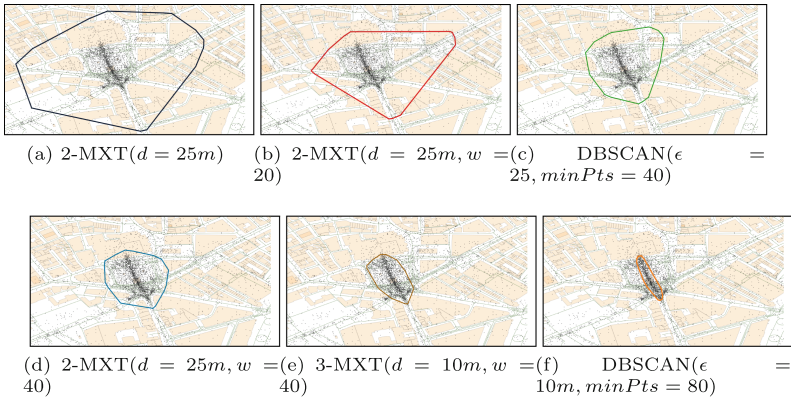 (a) 2-MXT(d = 25m)
(b) 2-MXT(d = 25m, w =
20)
(c) DBSCAN(ϵ =
25, minPts = 40)
(d) 2-MXT(d = 25m, w =
40)
(e) 3-MXT(d = 10m, w =
40)
(f) DBSCAN(ϵ =
10m, minPts = 80)